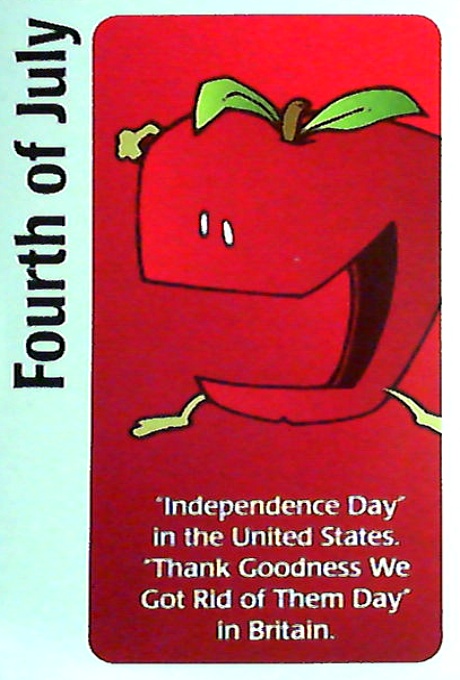 Fourth of July
"Independence Day"
in the United States.
"Thank Goodness We
Got Rid of Them Day"
in Britain.